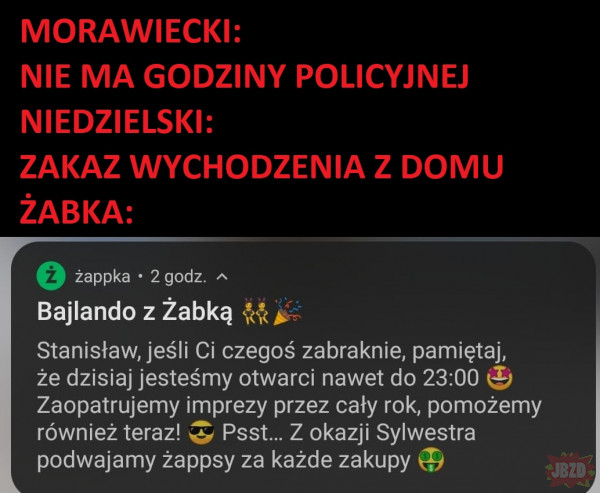 MORAWIECKI:
NIE MA GODZINY POLICYJNEJ
NIEDZIELSKI:
ZAKAZ WYCHODZENIA Z DOMU
ŻABKA:
ż żappka • 2 godz.
Bajlando z Żabką 👯🎉
Stanisław, jeśli Ci czegoś zabraknie, pamiętaj,
że dzisiaj jesteśmy otwarci nawet do 23:00 🤩
Zaopatrujemy imprezy przez cały rok, pomożemy
również teraz! 😎 Psst... Z okazji Sylwestra
podwajamy żappsy za każde zakupy 🤑
JBZD